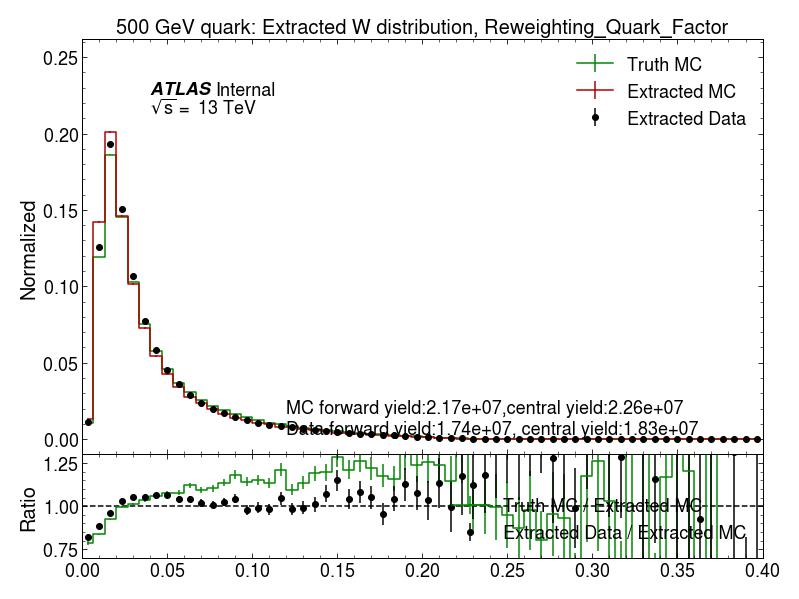 500 GeV quark: Extracted W distribution, Reweighting_Quark_Factor
0.25
ATLAS Internal
√s = 13 TeV
Truth MC
Extracted MC
Extracted Data
0.20
0.15
Normalized
0.10
0.05
MC forward yield:2.17e+07,central yield:2.26e+07
Data forward yield:1.74e+07, central yield:1.83e+07
0.00
1.25
Ratio
1.00
Truth MC / Extracted MC
Extracted Data / Extracted MC
0.75
0.00 0.05 0.10 0.15 0.20 0.25 0.30 0.35 0.40